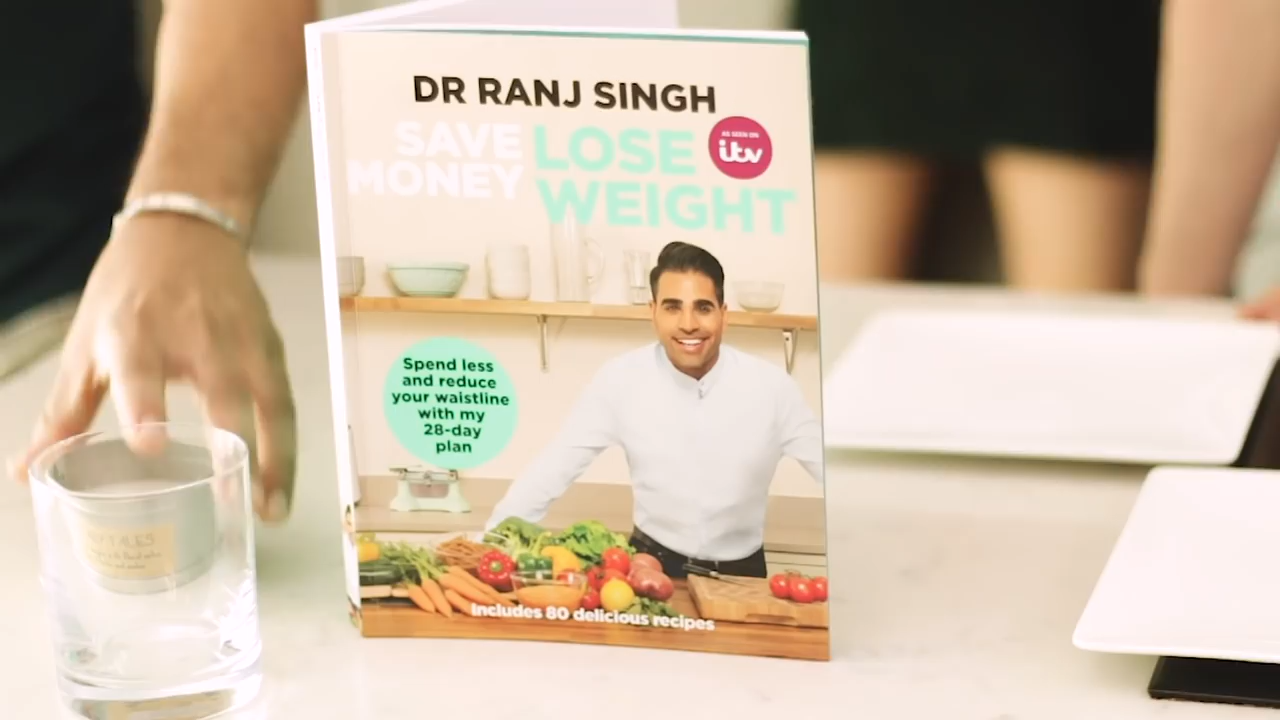 DR RANJ SINGH
SAVE
MONEY
LOSE
WEIGHT
AS SEEN ON
itv
Spend less
and reduce
your waistline
with my
28-day
plan
Includes 80 delicious recipes